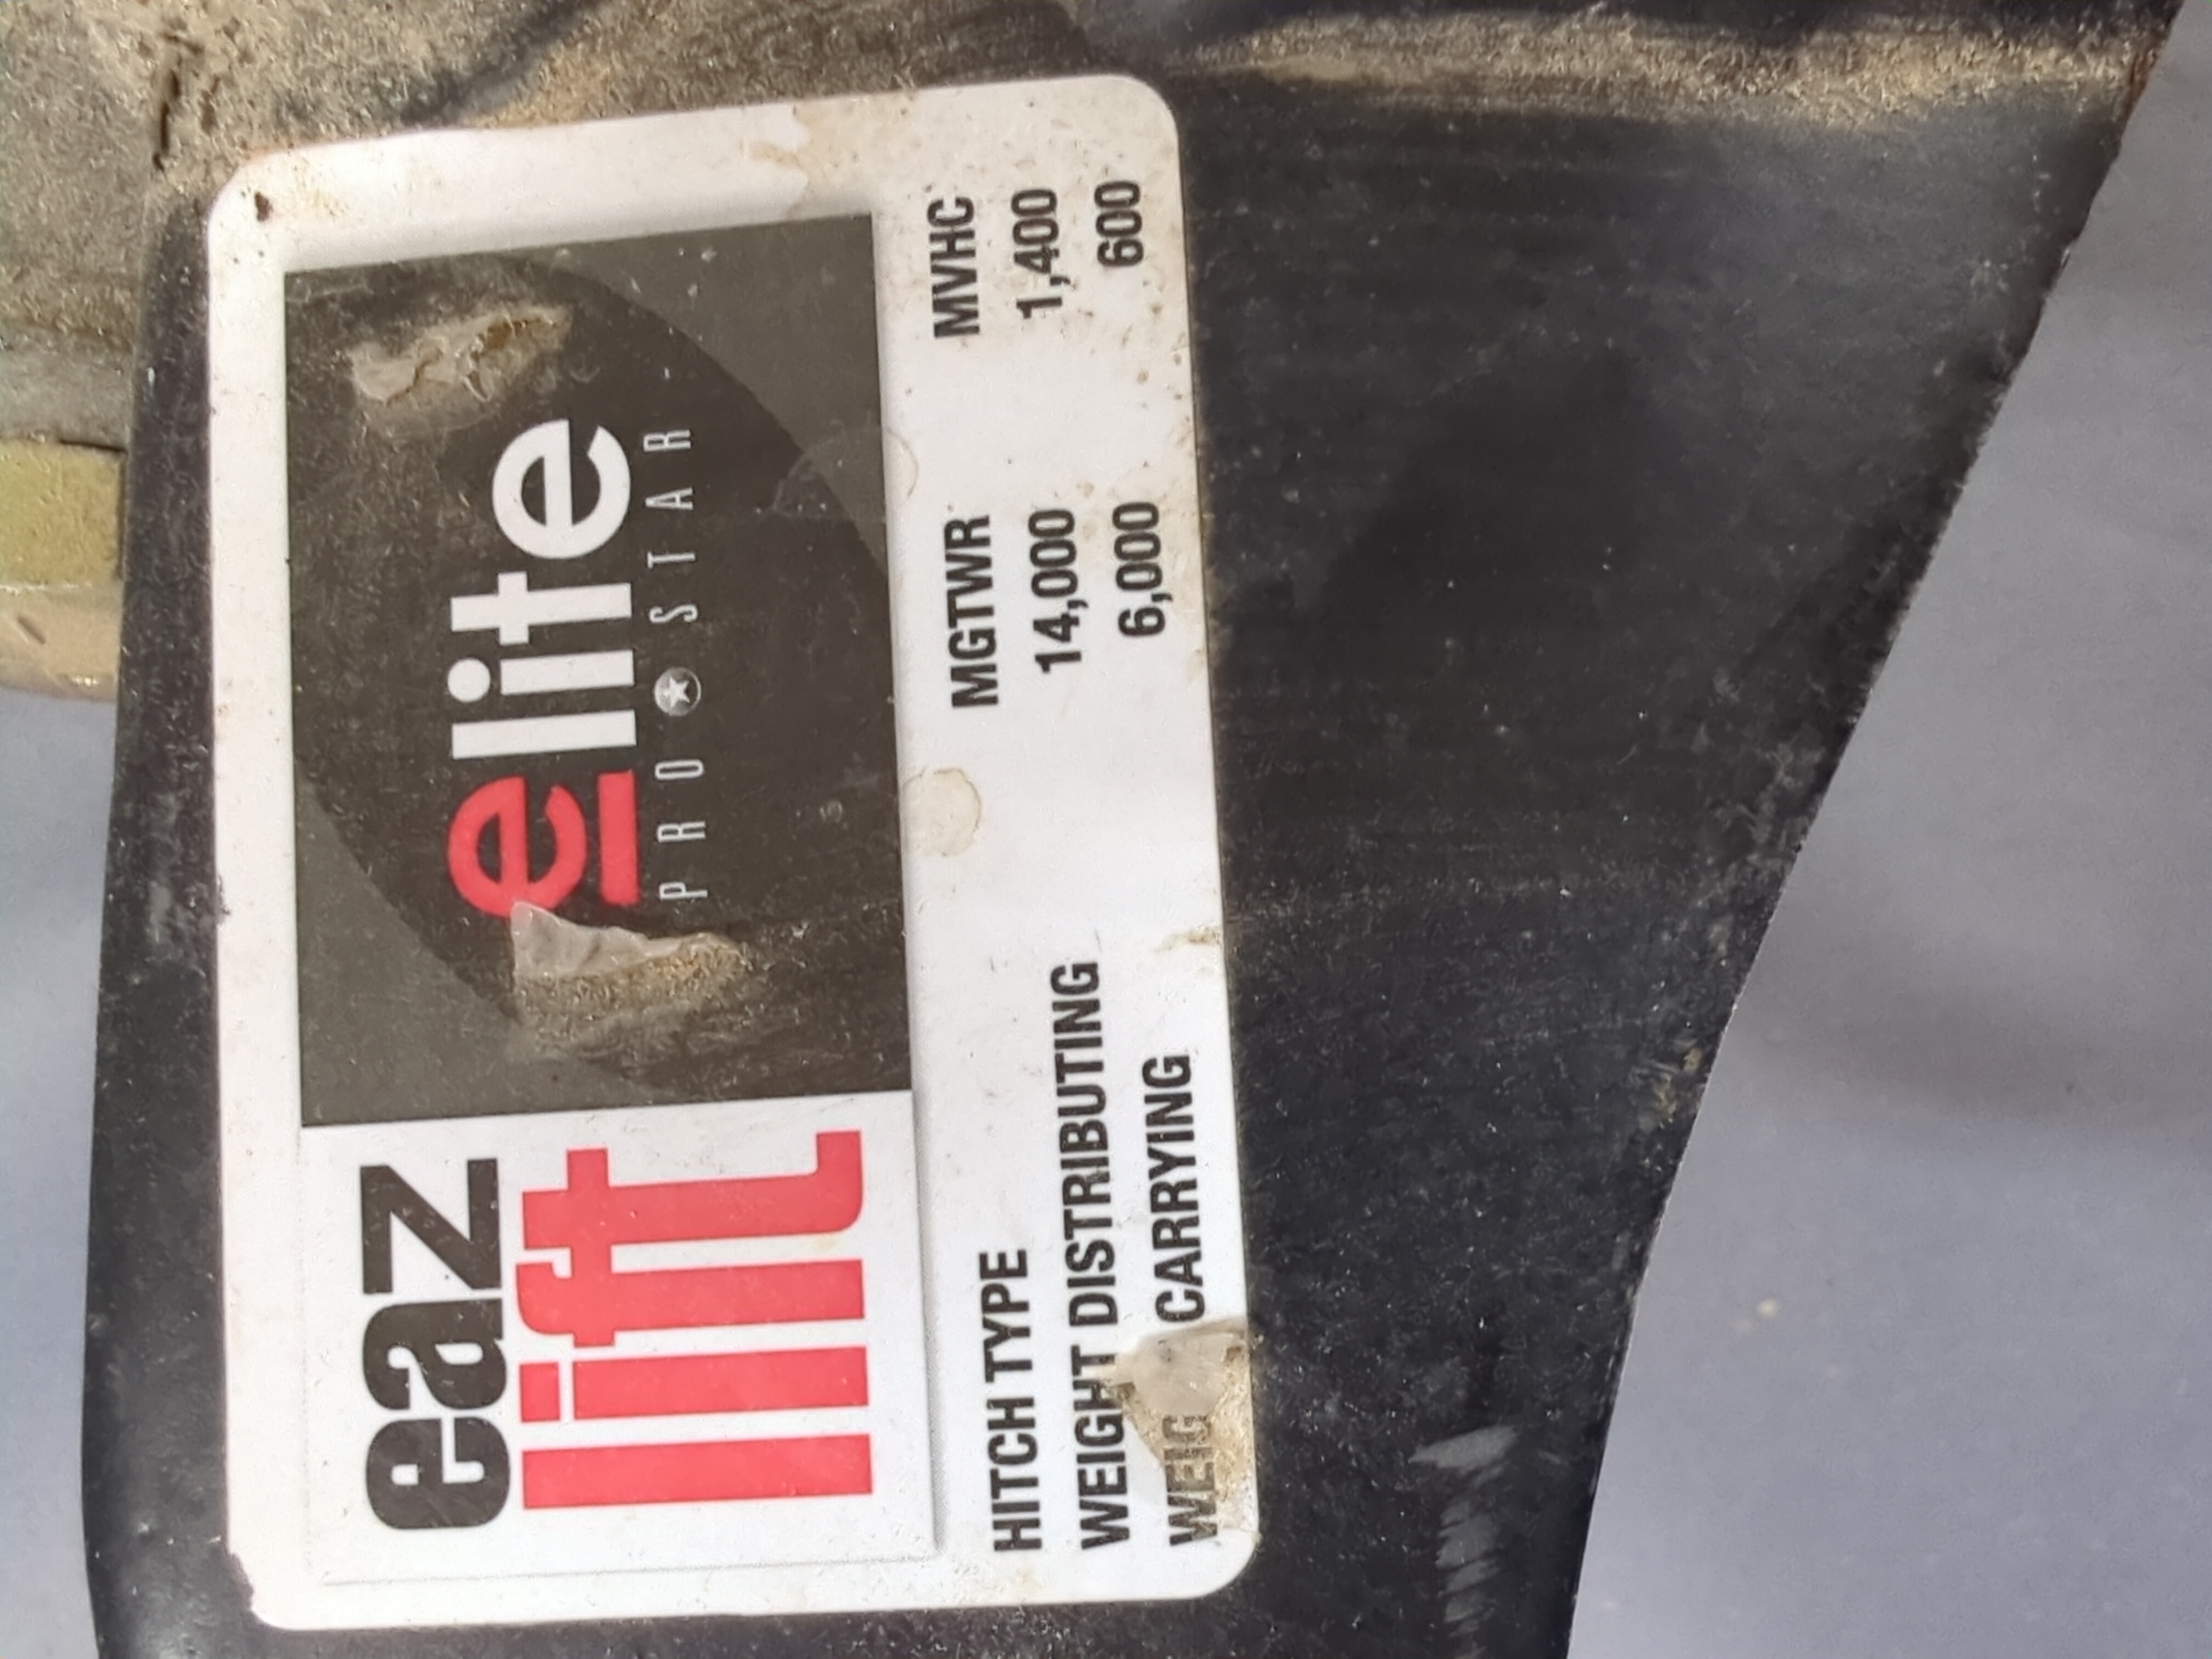 eaz
lift
elite
PRO STAR
HITCH TYPE MGTWR MVHC
WEIGHT DISTRIBUTING 14,000 1,400
WEIG CARRYING 6,000 600